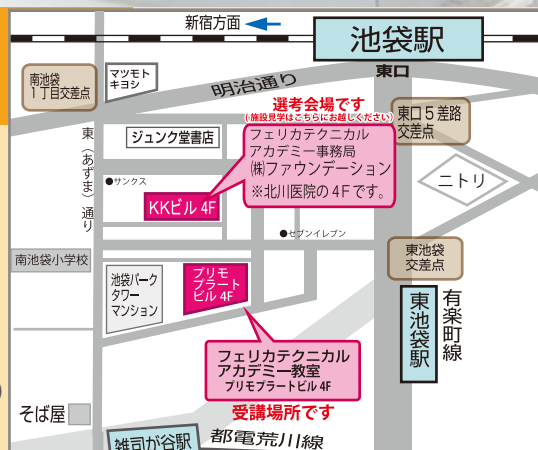 新宿方面
池袋駅
東口
南池袋
1丁目交差点
マツモト
キヨシ
明治通り
選考会場です
(施設見学はこちらにお越しください)
東口5差路
交差点
フェリカテクニカル
アカデミー事務局
㈱ファウンデーション
※北川医院の4Fです。
東(あずま)通り
ジュンク堂書店
●サンクス
KKビル 4F
ニトリ
●セブンイレブン
南池袋小学校
東池袋
交差点
池袋パーク
タワー
マンション
プリモ
プラート
ビル 4F
東池袋駅
有楽町線
フェリカテクニカル
アカデミー教室
プリモプラートビル 4F
受講場所です
そば屋
雑司が谷駅
都電荒川線